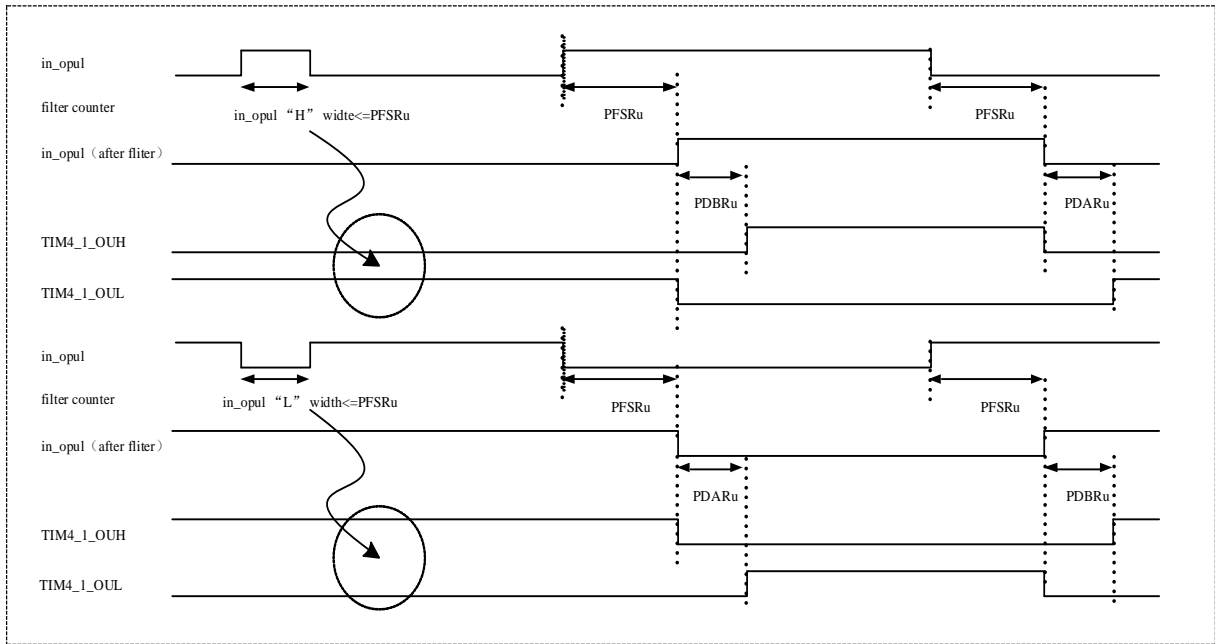 in_opul
filter counter
in_opul “H” widte<=PFSRu
PFSRu
PFSRu
in_opul（after fliter）
PDBRu
PDARu
TIM4_1_OUH
TIM4_1_OUL
in_opul
filter counter
in_opul “L” width<=PFSRu
PFSRu
PFSRu
in_opul（after fliter）
PDARu
PDBRu
TIM4_1_OUH
TIM4_1_OUL